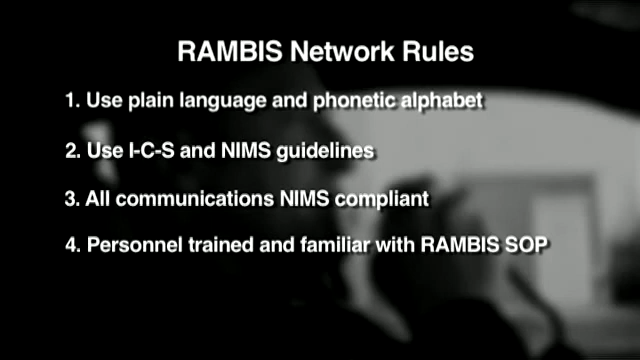 RAMBIS Network Rules
1. Use plain language and phonetic alphabet
2. Use I-C-S and NIMS guidelines
3. All communications NIMS compliant
4. Personnel trained and familiar with RAMBIS SOP